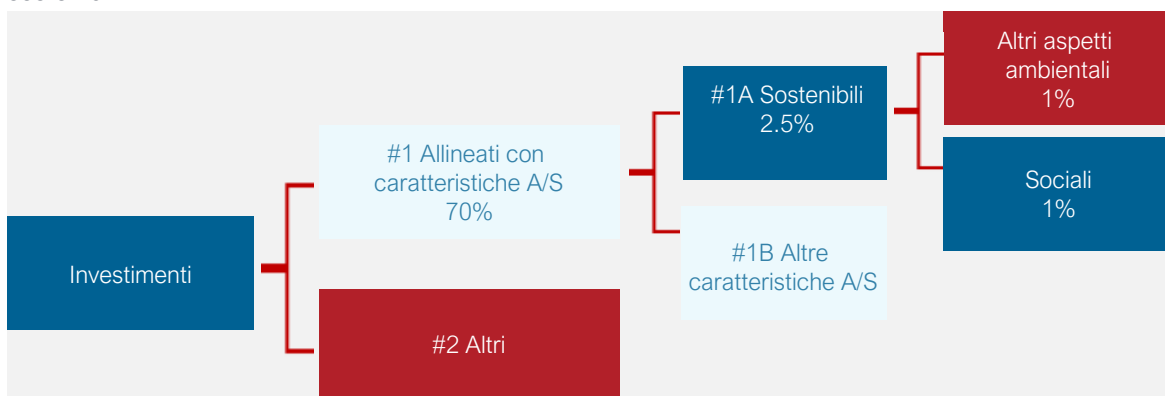 Investimenti
#1 Allineati con
caratteristiche A/S
70%
#2 Altri
#1A Sostenibili
2.5%
#1B Altre
caratteristiche A/S
Altri aspetti
ambientali
1%
Sociali
1%